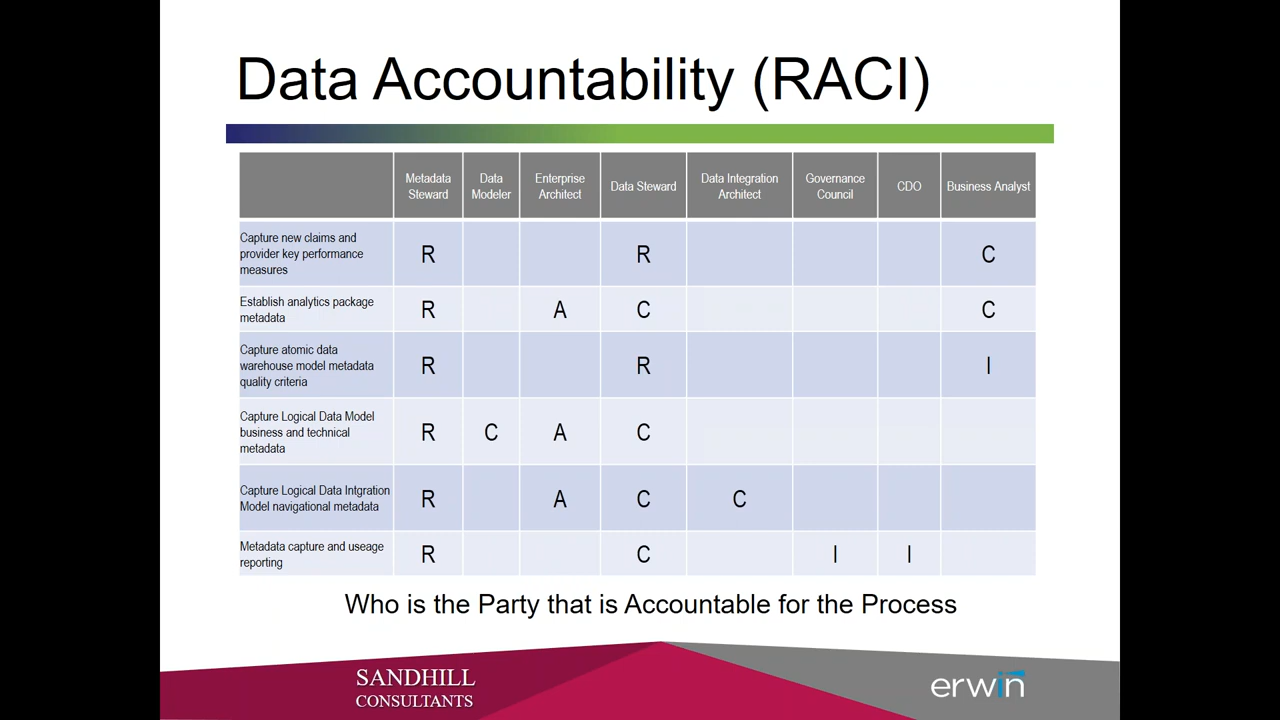 Data Accountability (RACI)
Metadata Steward Data Modeler Enterprise Architect Data Steward Data Integration Architect Governance Council CDO Business Analyst
Capture new claims and
provider key performance
measures
R R C
Establish analytics package
metadata
R A C C
Capture atomic data
warehouse model metadata
quality criteria
R R I
Capture Logical Data Model
business and technical
metadata
R C A C
Capture Logical Data Intgration
Model navigational metadata
R A C C
Metadata capture and useage
reporting
R C I I
Who is the Party that is Accountable for the Process
SANDHILL
CONSULTANTS
erwin